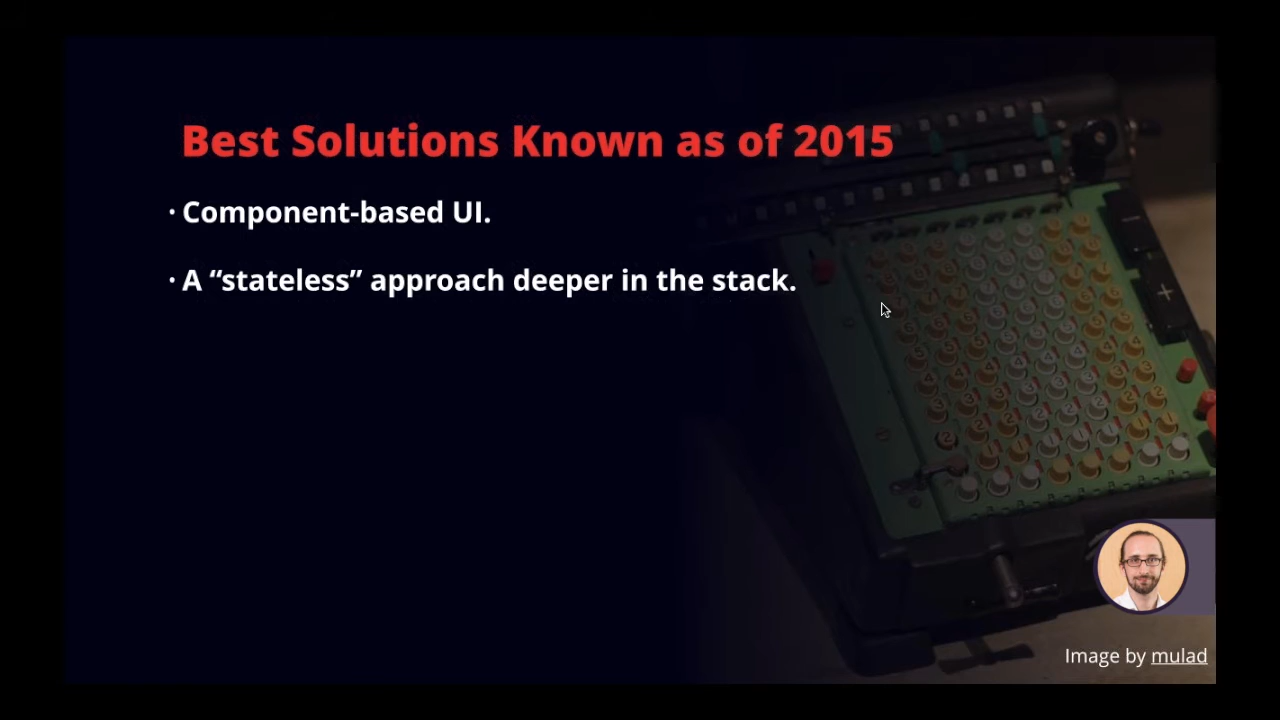 Best Solutions Known as of 2015
· Component-based UI.
· A “stateless” approach deeper in the stack.
Image by mulad